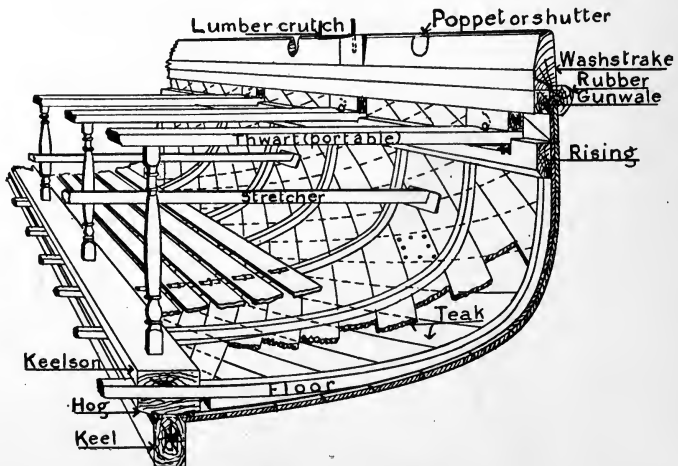 Lumber crutch
Poppet or shutter
Washstrake
Rubber
Gunwale
Thwart (portable)
Rising
Stretcher
Teak
Keelson
Floor
Hog
Keel